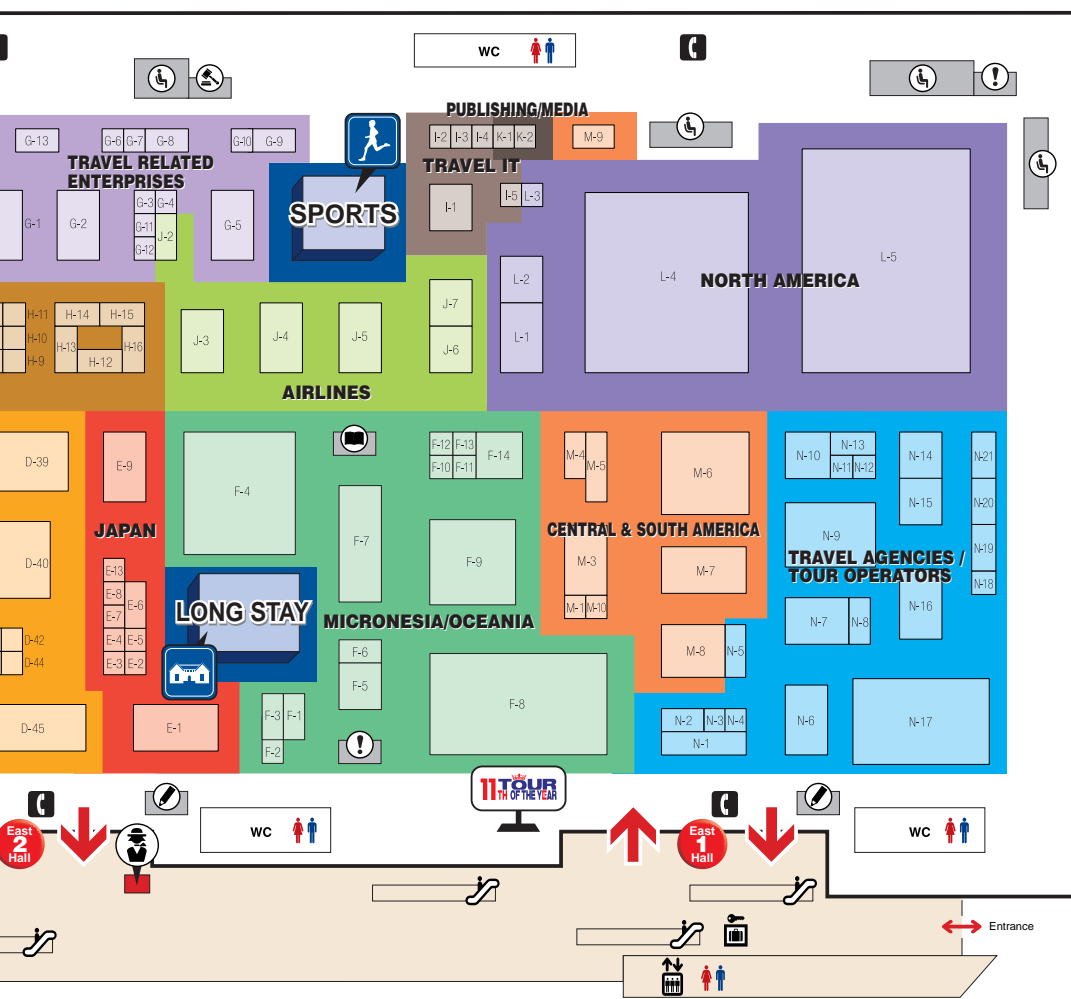 WC
PUBLISHING/MEDIA
G-13
G-6
G-7
G-8
G-10
G-9
I-2
I-3
I-4
K-1
K-2
M-9
TRAVEL RELATED
ENTERPRISES
TRAVEL IT
G-1
G-2
G-3
G-4
G-11
G-12
J-2
G-5
SPORTS
I-1
I-5
L-3
L-4
L-5
NORTH AMERICA
L-2
L-1
H-11
H-10
H-9
H-14
H-15
H-13
H-16
H-12
J-3
J-4
J-5
J-7
J-6
AIRLINES
D-39
E-9
F-4
F-12
F-13
F-10
F-11
F-14
M-4
M-5
M-6
N-10
N-13
N-11
N-12
N-14
N-15
N-21
N-20
N-19
N-18
JAPAN
D-40
F-7
F-9
CENTRAL & SOUTH AMERICA
M-3
M-7
M-1
M-10
N-9
TRAVEL AGENCIES /
TOUR OPERATORS
N-16
E-13
E-8
E-6
E-7
E-4
E-5
E-3
E-2
LONG STAY
MICRONESIA/OCEANIA
D-42
D-44
F-6
F-5
M-8
N-5
N-7
N-8
D-45
E-1
F-3
F-1
F-2
F-8
N-2
N-3
N-4
N-1
N-6
N-17
11TH TOUR
OF THE YEAR
East
2
Hall
WC
East
1
Hall
WC
Entrance